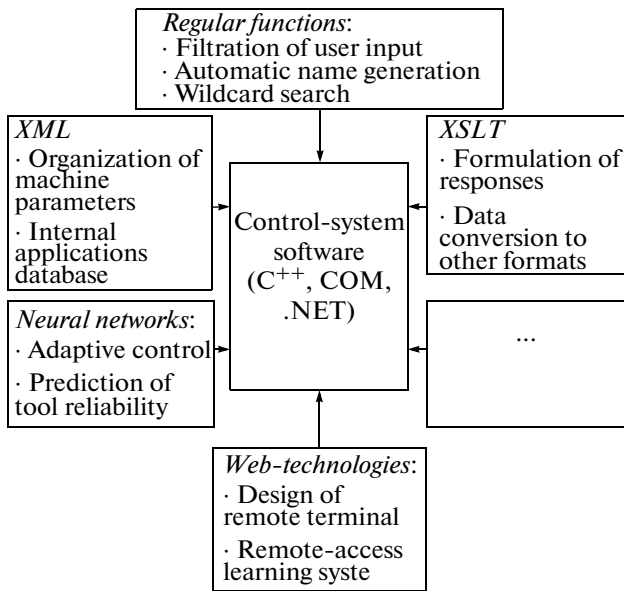 Regular functions:
· Filtration of user input
· Automatic name generation
· Wildcard search
XML
· Organization of
machine
parameters
· Internal
applications
database
XSLT
· Formulation of
responses
· Data
conversion to
other formats
Control-system
software
(C++, COM,
.NET)
Neural networks:
· Adaptive control
· Prediction of
tool reliability
...
Web-technologies:
· Design of
remote terminal
· Remote-access
learning syste